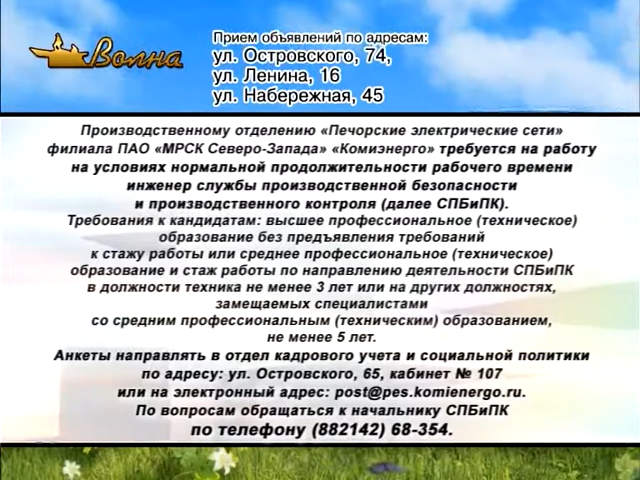 Волна
Прием объявлений по адресам:
ул. Островского, 74,
ул. Ленина, 16
ул. Набережная, 45
Производственному отделению «Печорские электрические сети»
филиала ПАО «МРСК Северо-Запада» «Комиэнерго» требуется на работу
на условиях нормальной продолжительности рабочего времени
инженер службы производственной безопасности
и производственного контроля (далее СПБиПК).
Требования к кандидатам: высшее профессиональное (техническое)
образование без предъявления требований
к стажу работы или среднее профессиональное (техническое)
образование и стаж работы по направлению деятельности СПБиПК
в должности техника не менее 3 лет или на других должностях,
замещаемых специалистами
со средним профессиональным (техническим) образованием,
не менее 5 лет.
Анкеты направлять в отдел кадрового учета и социальной политики
по адресу: ул. Островского, 65, кабинет № 107
или на электронный адрес: post@pes.komienergo.ru.
По вопросам обращаться к начальнику СПБиПК
по телефону (882142) 68-354.